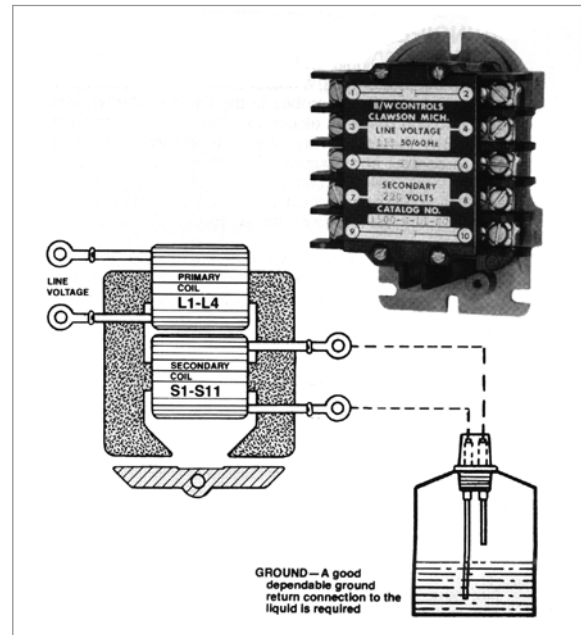 1
2
B/W CONTROLS
CLAWSON MICH.
3
LINE VOLTAGE
4
50/60 Hz
5
6
SECONDARY
7
VOLTS
8
CATALOG NO.
9
10
PRIMARY
COIL
L1-L4
LINE
VOLTAGE
SECONDARY
COIL
S1-S11
GROUND—A good
dependable ground
return connection to the
liquid is required